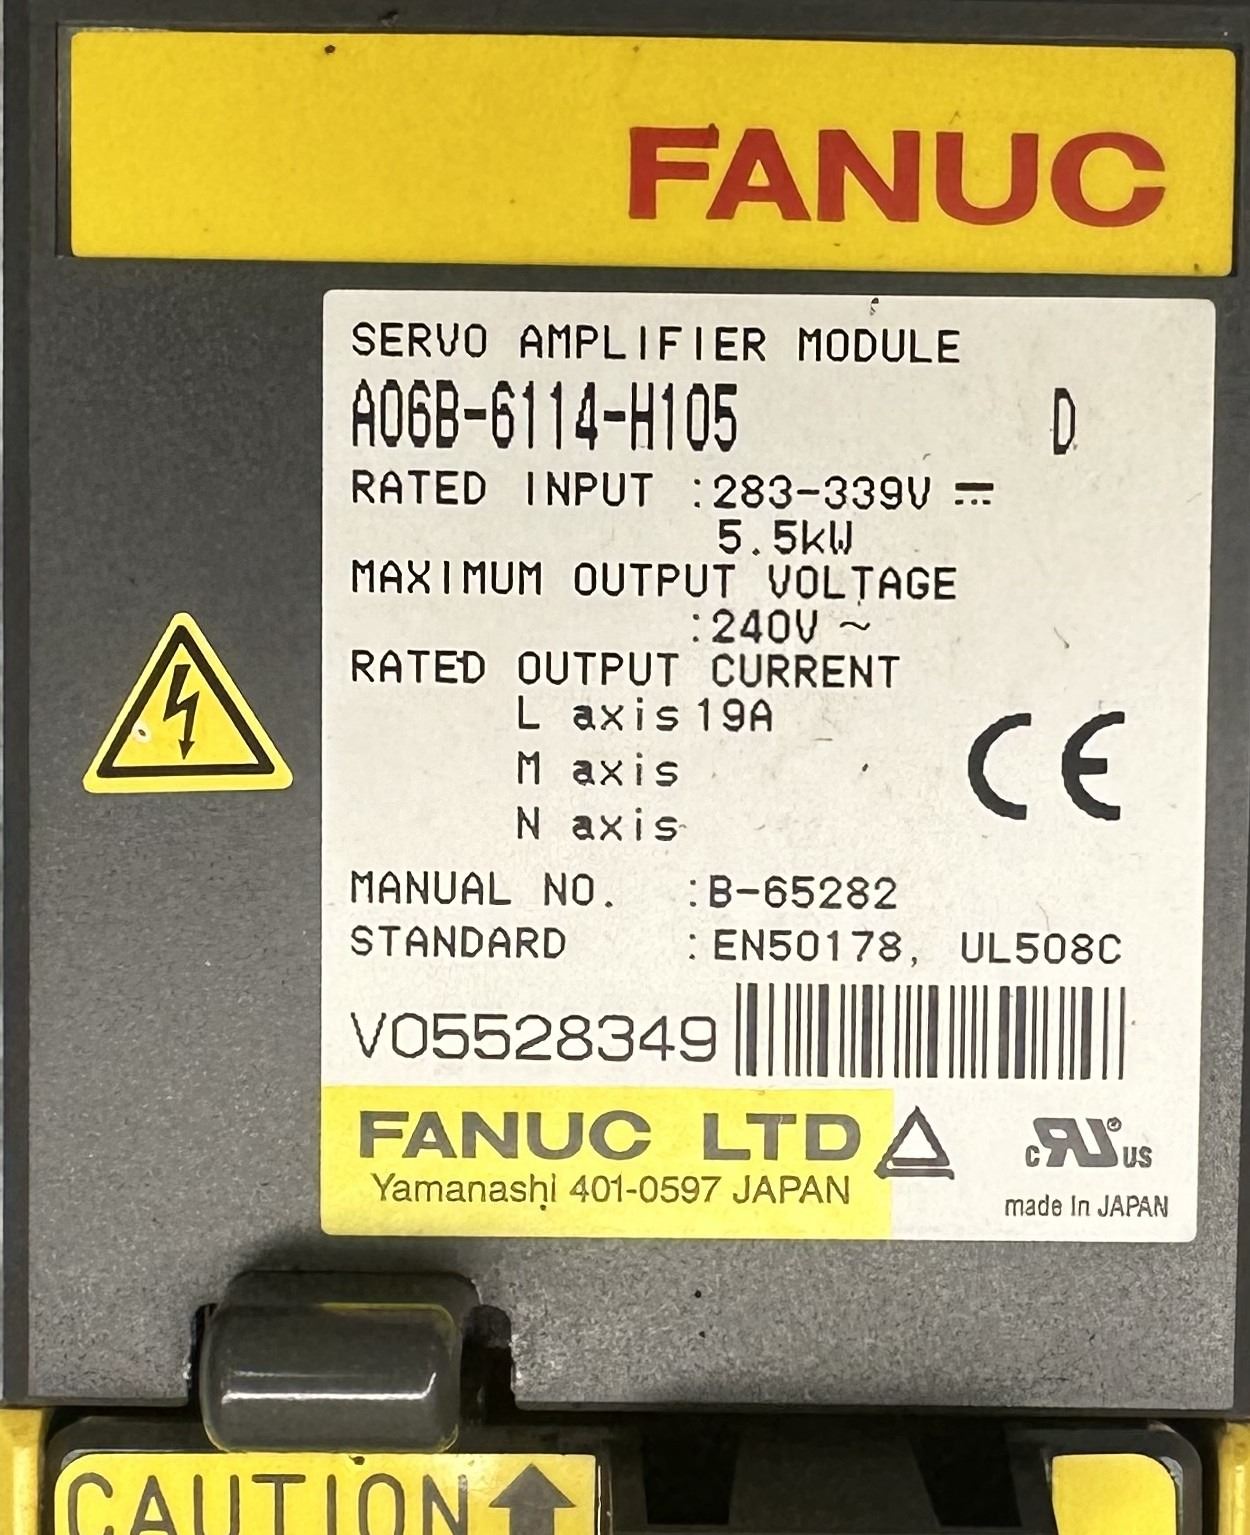 FANUC
SERVO AMPLIFIER MODULE
A06B-6114-H105 D
RATED INPUT :283-339V ⎓
5.5kW
MAXIMUM OUTPUT VOLTAGE
:240V ~
RATED OUTPUT CURRENT
L axis 19A
M axis
N axis
CE
MANUAL NO. :B-65282
STANDARD :EN50178, UL508C
V05528349
FANUC LTD
Yamanashi 401-0597 JAPAN
c RU US
made in JAPAN
CAUTION